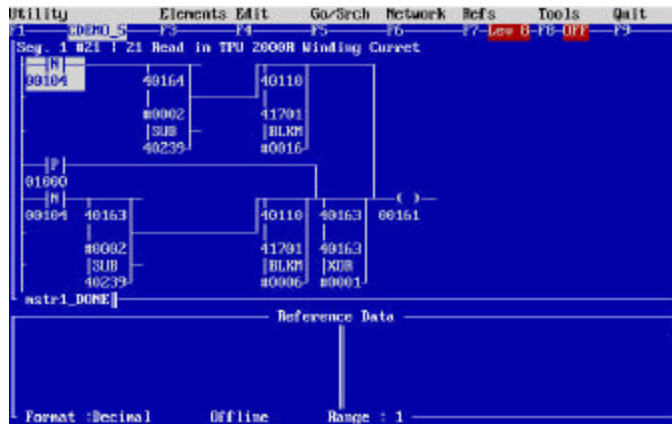 Utility Elements Edit Go/Srch Network Refs Tools Quit
F1 CDEMO_5 F3 F4 F5 F6 F7-Lev 8-F8-OFF-F9
Seg. 1 #21 / 21 Read in TPU 2000R Winding Curret
|N|
00104 40164 40110
#0002 41701
|SUB |BLKM
40239 #0016
|P|
01000
|N| ( )
00104 40163 40110 40163 00161
#0002 41701 40163
|SUB |BLKM |XOR
40239 #0006 #0001
mstr1_DONE
Reference Data
Format :Decimal Offline Range : 1